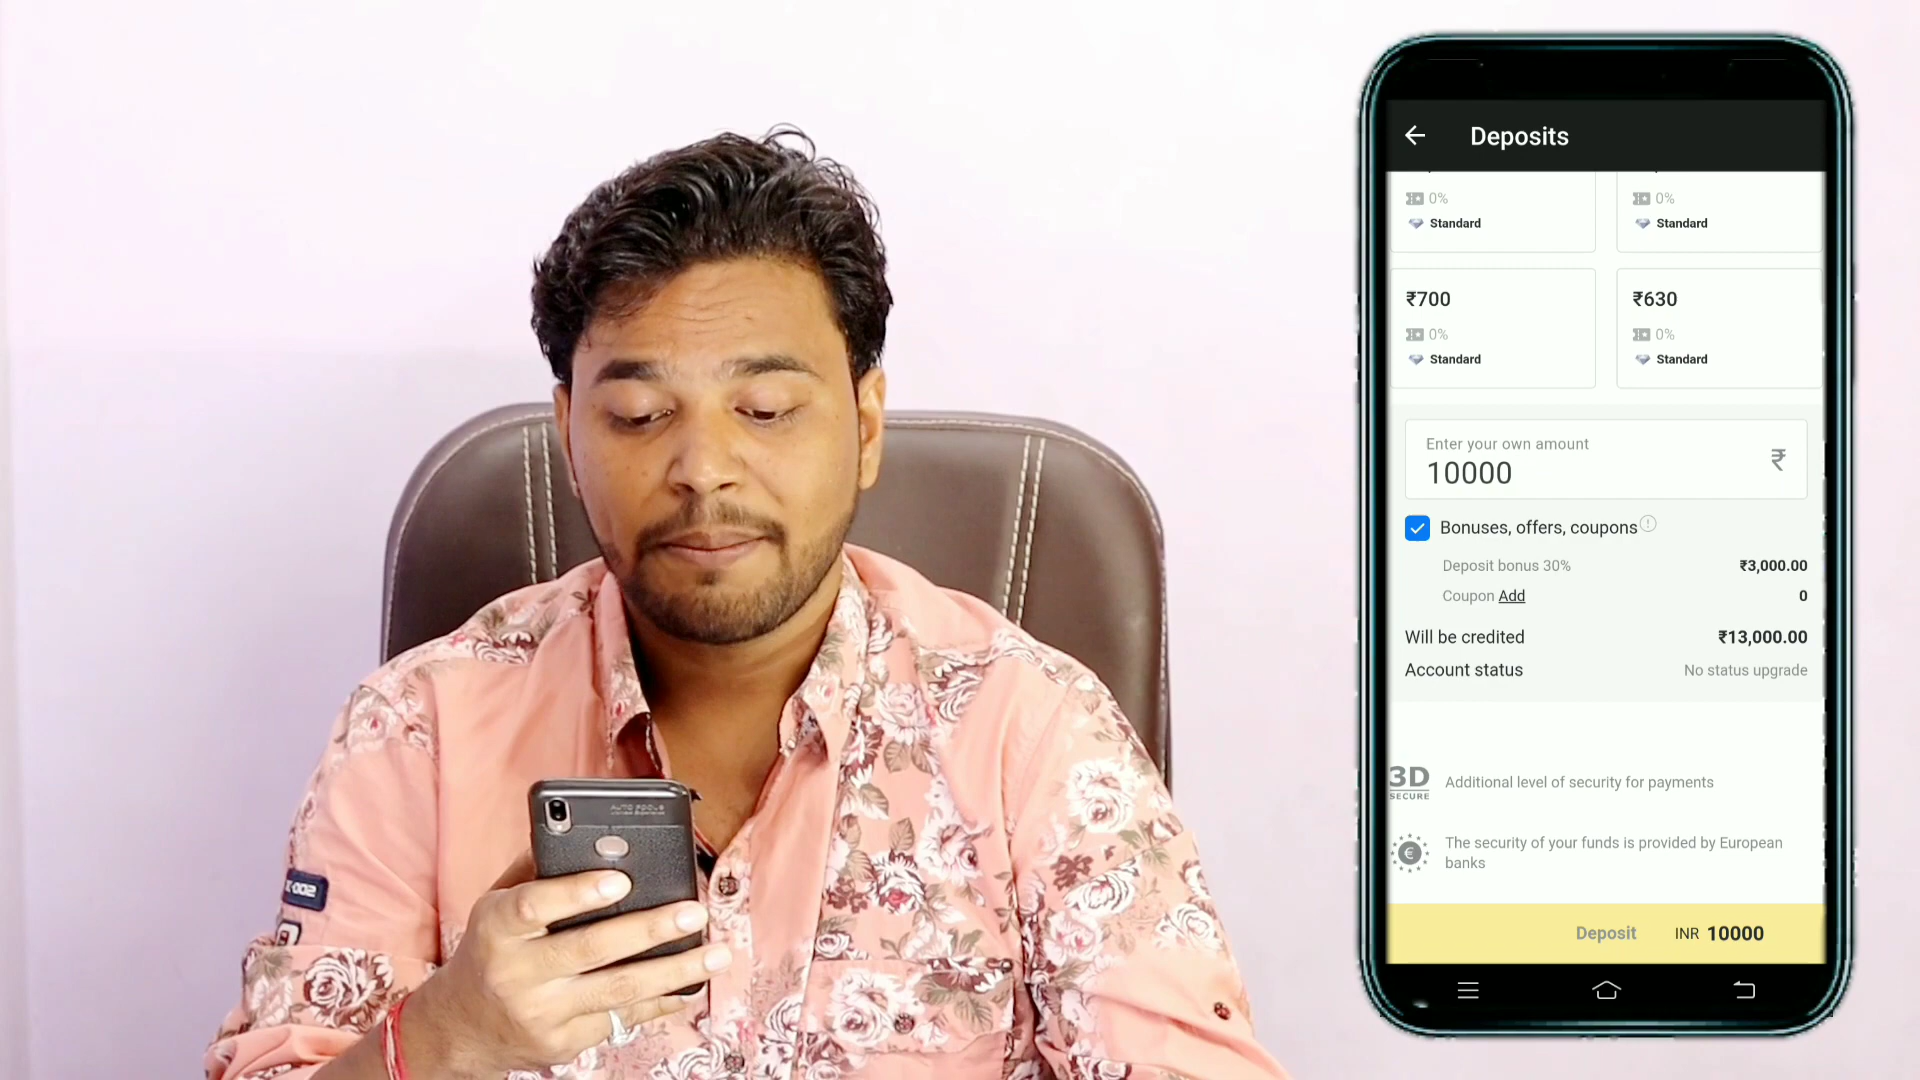 Deposits
0%
Standard
0%
Standard
₹700
0%
Standard
₹630
0%
Standard
Enter your own amount
10000
₹
Bonuses, offers, coupons
Deposit bonus 30% ₹3,000.00
Coupon Add 0
Will be credited ₹13,000.00
Account status No status upgrade
3D SECURE
Additional level of security for payments
€
The security of your funds is provided by European
banks
Deposit INR 10000
AUTO FOCUS